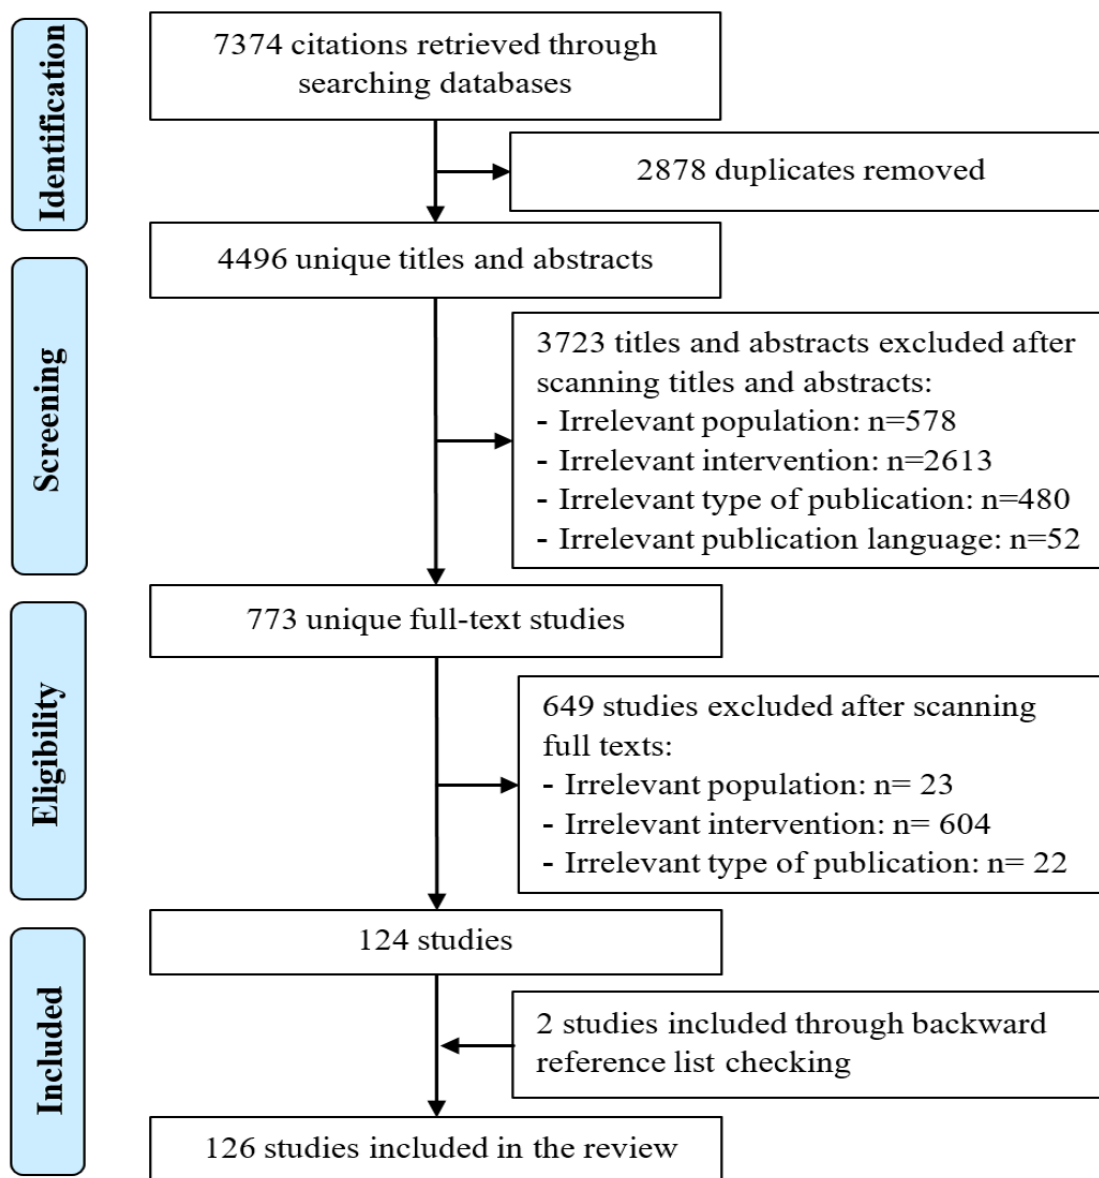 Identification
7374 citations retrieved through
searching databases
2878 duplicates removed
4496 unique titles and abstracts
Screening
3723 titles and abstracts excluded after
scanning titles and abstracts:
- Irrelevant population: n=578
- Irrelevant intervention: n=2613
- Irrelevant type of publication: n=480
- Irrelevant publication language: n=52
773 unique full-text studies
Eligibility
649 studies excluded after scanning
full texts:
- Irrelevant population: n= 23
- Irrelevant intervention: n= 604
- Irrelevant type of publication: n= 22
124 studies
Included
2 studies included through backward
reference list checking
126 studies included in the review